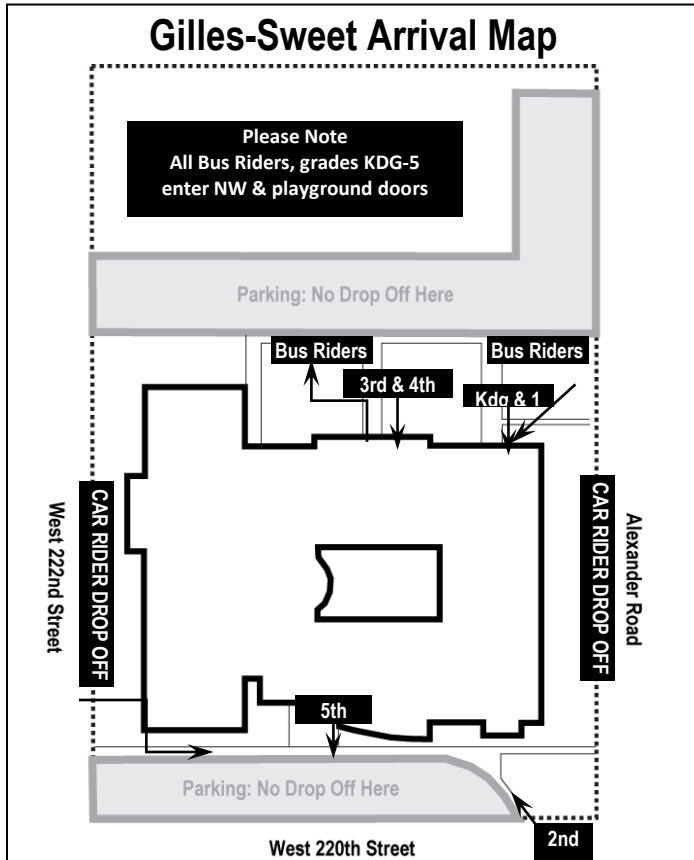 Gilles-Sweet Arrival Map
Please Note
All Bus Riders, grades KDG-5
enter NW & playground doors
Parking: No Drop Off Here
Bus Riders
Bus Riders
3rd & 4th
Kdg & 1
West 222nd Street
CAR RIDER DROP OFF
CAR RIDER DROP OFF
Alexander Road
5th
Parking: No Drop Off Here
2nd
West 220th Street